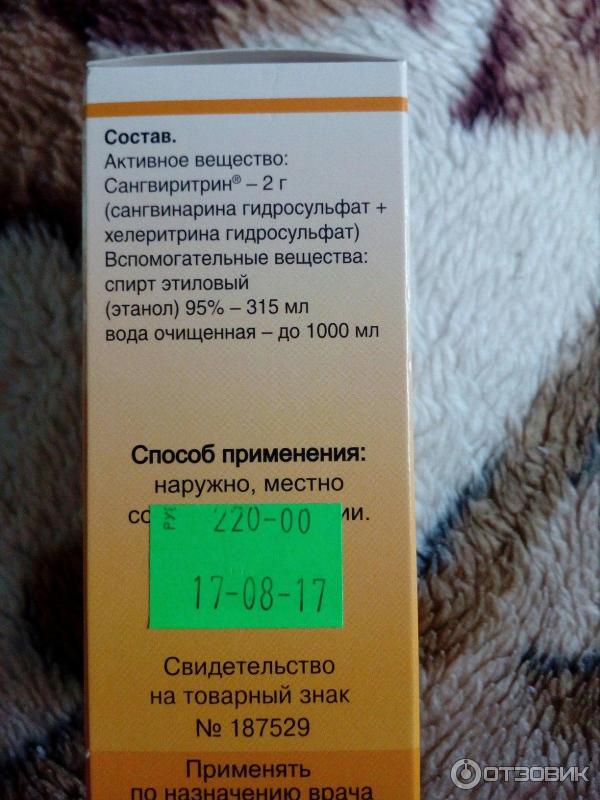 Состав.
Активное вещество:
Сангвиритрин® – 2 г
(сангвинарина гидросульфат +
хелеритрина гидросульфат)
Вспомогательные вещества:
спирт этиловый
(этанол) 95% – 315 мл
вода очищенная – до 1000 мл
Способ применения:
наружно, местно
220-00
17-08-17
Свидетельство
на товарный знак
№ 187529
Применять
по назначению врача
ОТЗОВИК